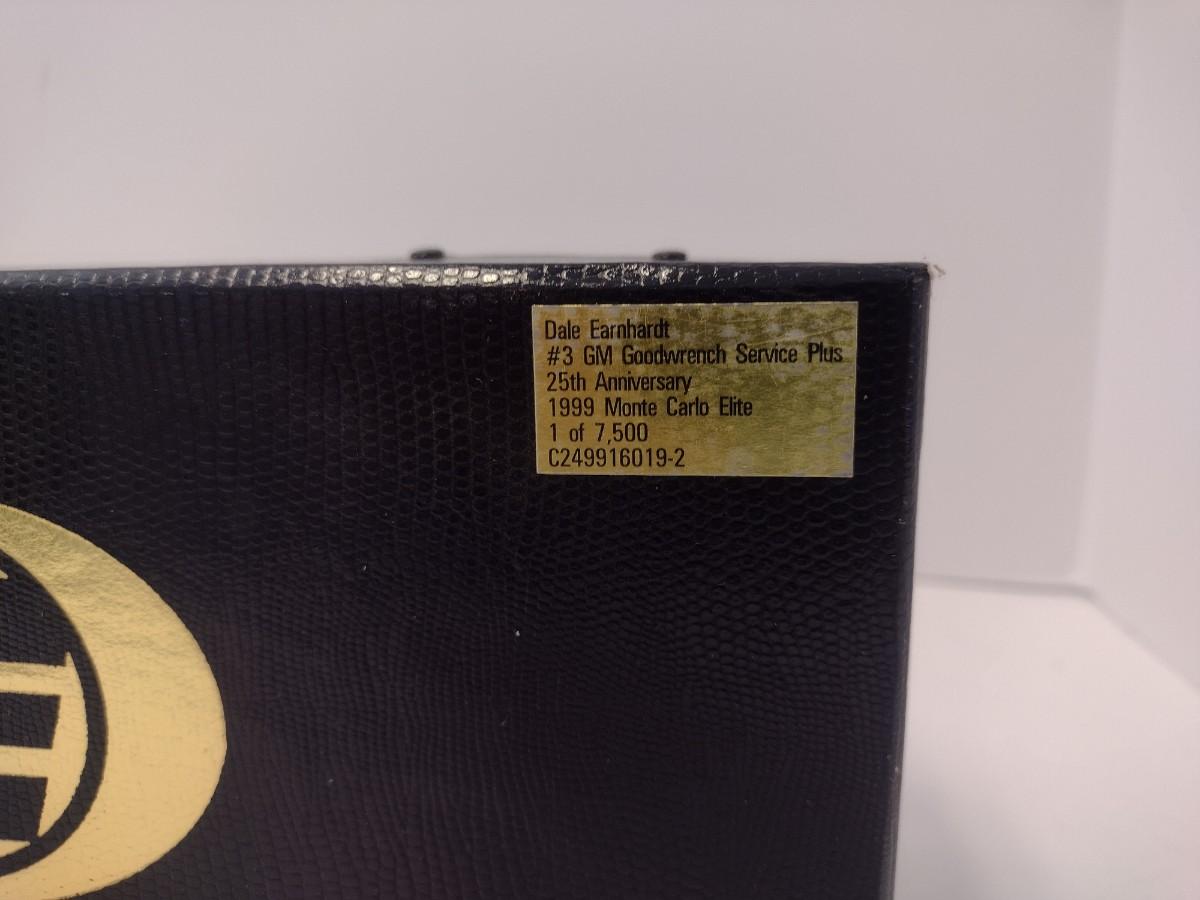 Dale Earnhardt
#3 GM Goodwrench Service Plus
25th Anniversary
1999 Monte Carlo Elite
1 of 7,500
C249916019-2